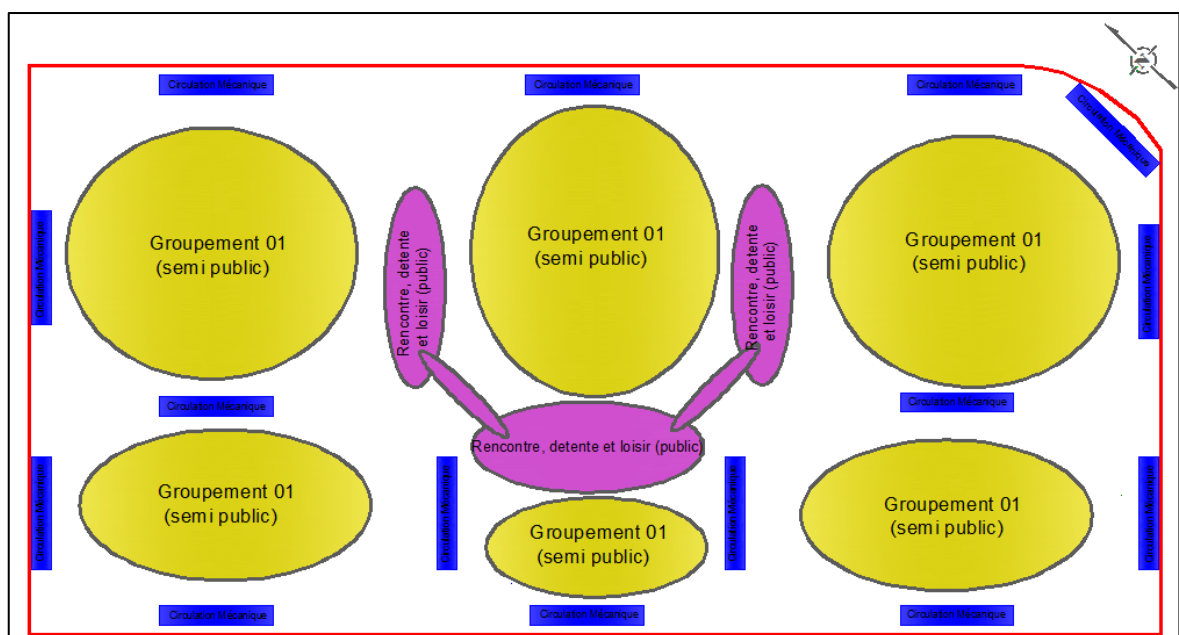 Circulation Mécanique
Circulation Mécanique
Circulation Mécanique
Circulation Mécanique
Groupement 01
(semi public)
Groupement 01
(semi public)
Groupement 01
(semi public)
Circulation Mécanique
Rencontre, detente
et loisir (public)
Rencontre, detente
et loisir (public)
Circulation Mécanique
Circulation Mécanique
Circulation Mécanique
Rencontre, detente et loisir (public)
Groupement 01
(semi public)
Groupement 01
(semi public)
Groupement 01
(semi public)
Circulation Mécanique
Circulation Mécanique
Circulation Mécanique
Circulation Mécanique
Circulation Mécanique
Circulation Mécanique
Circulation Mécanique